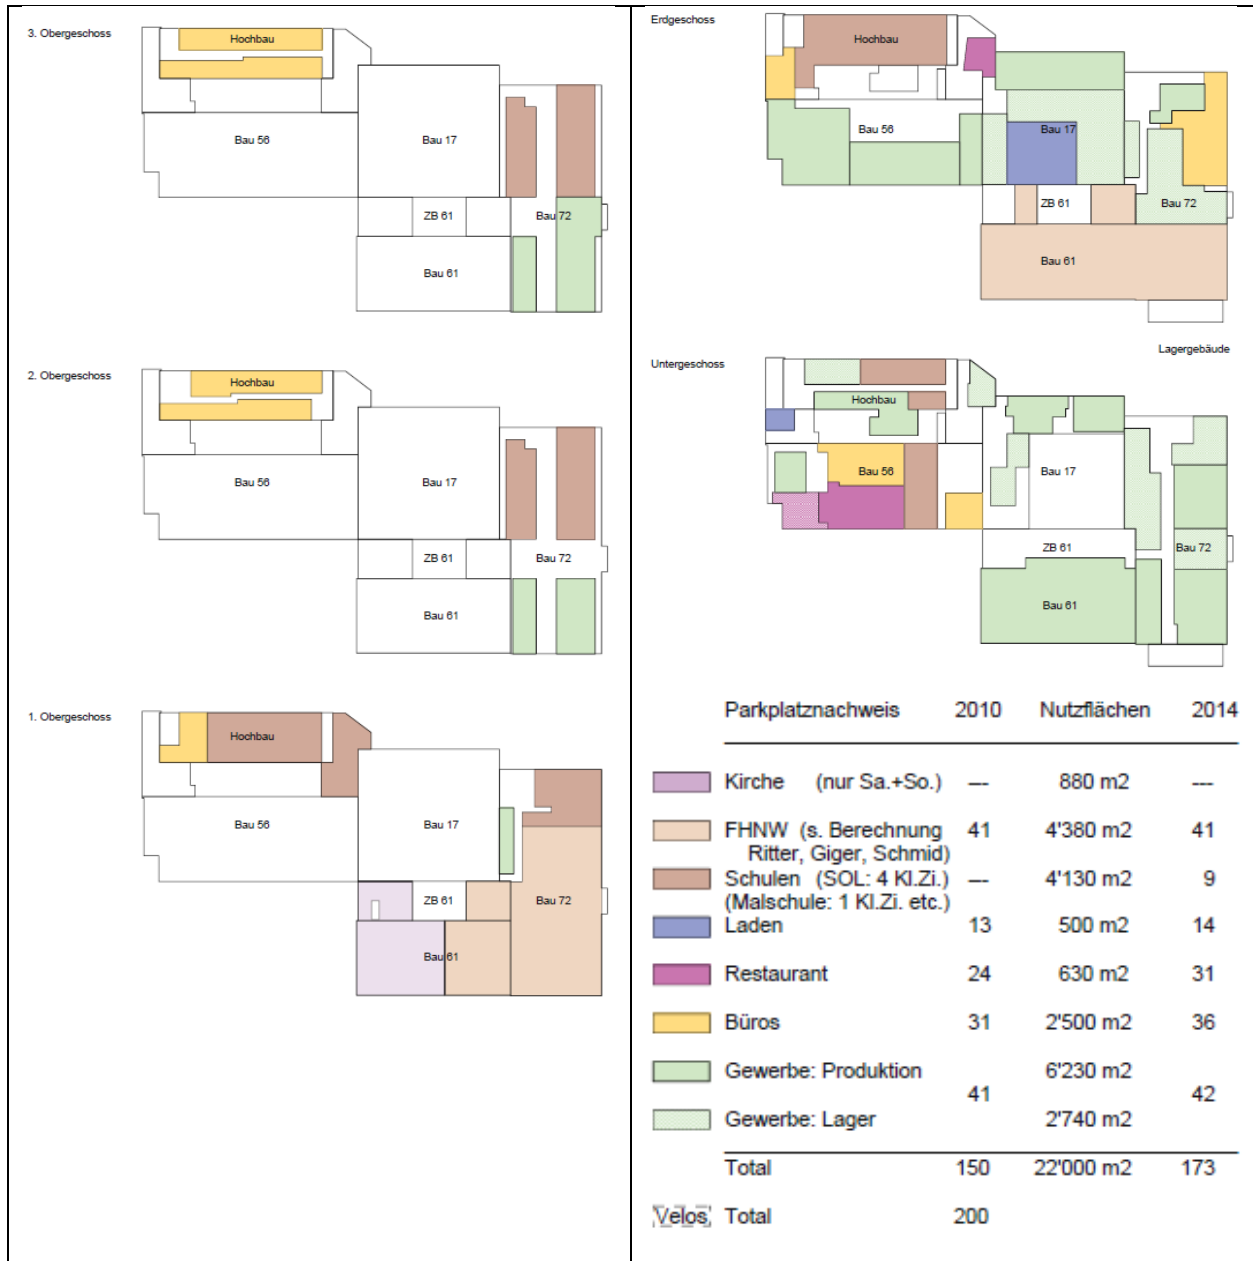 3. Obergeschoss
Hochbau
Bau 56
Bau 17
ZB 61
Bau 72
Bau 61
2. Obergeschoss
Hochbau
Bau 56
Bau 17
ZB 61
Bau 72
Bau 61
1. Obergeschoss
Hochbau
Bau 56
Bau 17
ZB 61
Bau 72
Bau 61
Erdgeschoss
Hochbau
Bau 56
Bau 17
ZB 61
Bau 72
Bau 61
Lagergebäude
Untergeschoss
Hochbau
Bau 56
Bau 17
ZB 61
Bau 72
Bau 61
Parkplatznachweis 2010 Nutzflächen 2014
Kirche (nur Sa.+So.) --- 880 m2 ---
FHNW (s. Berechnung 41 4'380 m2 41
Ritter, Giger, Schmid)
Schulen (SOL: 4 Kl.Zi.) --- 4'130 m2 9
(Malschule: 1 Kl.Zi. etc.)
Laden 13 500 m2 14
Restaurant 24 630 m2 31
Büros 31 2'500 m2 36
Gewerbe: Produktion 6'230 m2
41 42
Gewerbe: Lager 2'740 m2
Total 150 22'000 m2 173
Velos Total 200